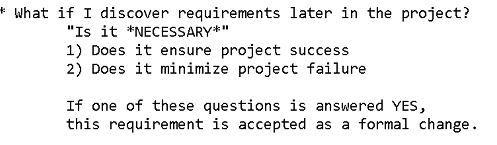 * What if I discover requirements later in the project?
"Is it *NECESSARY*"
1) Does it ensure project success
2) Does it minimize project failure
If one of these questions is answered YES,
this requirement is accepted as a formal change.